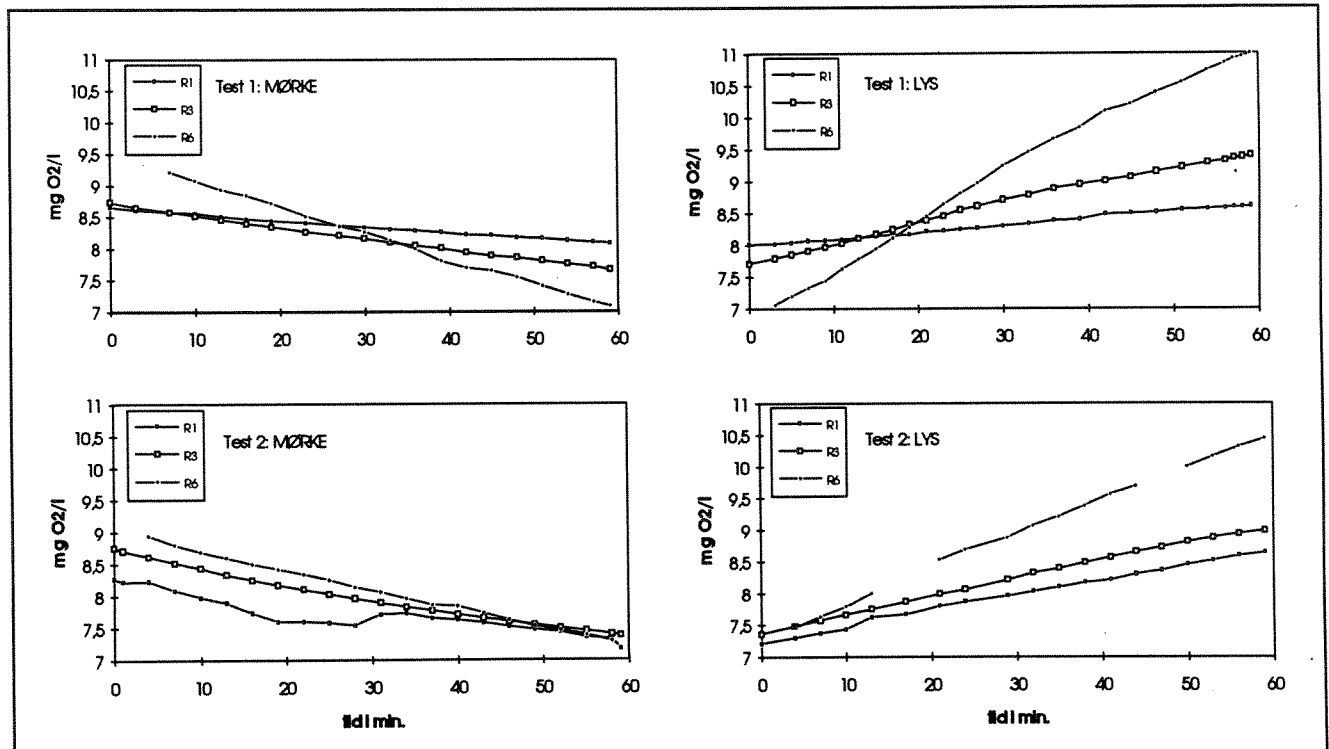 Test 1: MØRKE
R1
R3
R6
mg O2/l
11
10,5
10
9,5
9
8,5
8
7,5
7
0
10
20
30
40
50
60
Test 1: LYS
R1
R3
R6
mg O2/l
11
10,5
10
9,5
9
8,5
8
7,5
7
0
10
20
30
40
50
60
Test 2: MØRKE
R1
R3
R6
mg O2/l
11
10,5
10
9,5
9
8,5
8
7,5
7
0
10
20
30
40
50
60
tid i min.
Test 2: LYS
R1
R3
R6
mg O2/l
11
10,5
10
9,5
9
8,5
8
7,5
7
0
10
20
30
40
50
60
tid i min.